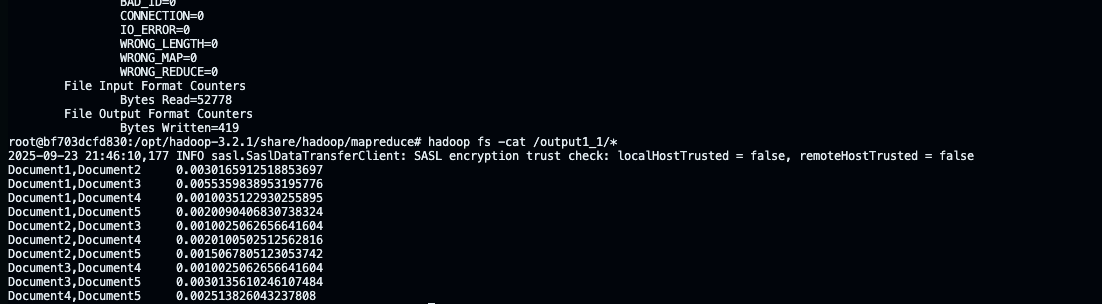 BAD_ID=0
CONNECTION=0
IO_ERROR=0
WRONG_LENGTH=0
WRONG_MAP=0
WRONG_REDUCE=0
File Input Format Counters
Bytes Read=52778
File Output Format Counters
Bytes Written=419
root@bf703dcfd830:/opt/hadoop-3.2.1/share/hadoop/mapreduce# hadoop fs -cat /output1_1/*
2025-09-23 21:46:10,177 INFO sasl.SaslDataTransferClient: SASL encryption trust check: localHostTrusted = false, remoteHostTrusted = false
Document1,Document2 0.0030165912518853697
Document1,Document3 0.0055359838953195776
Document1,Document4 0.0010035122930255895
Document1,Document5 0.0020090406830738324
Document2,Document3 0.0010025062656641604
Document2,Document4 0.0020100502512562816
Document2,Document5 0.0015067805123053742
Document3,Document4 0.0010025062656641604
Document3,Document5 0.0030135610246107484
Document4,Document5 0.002513826043237808